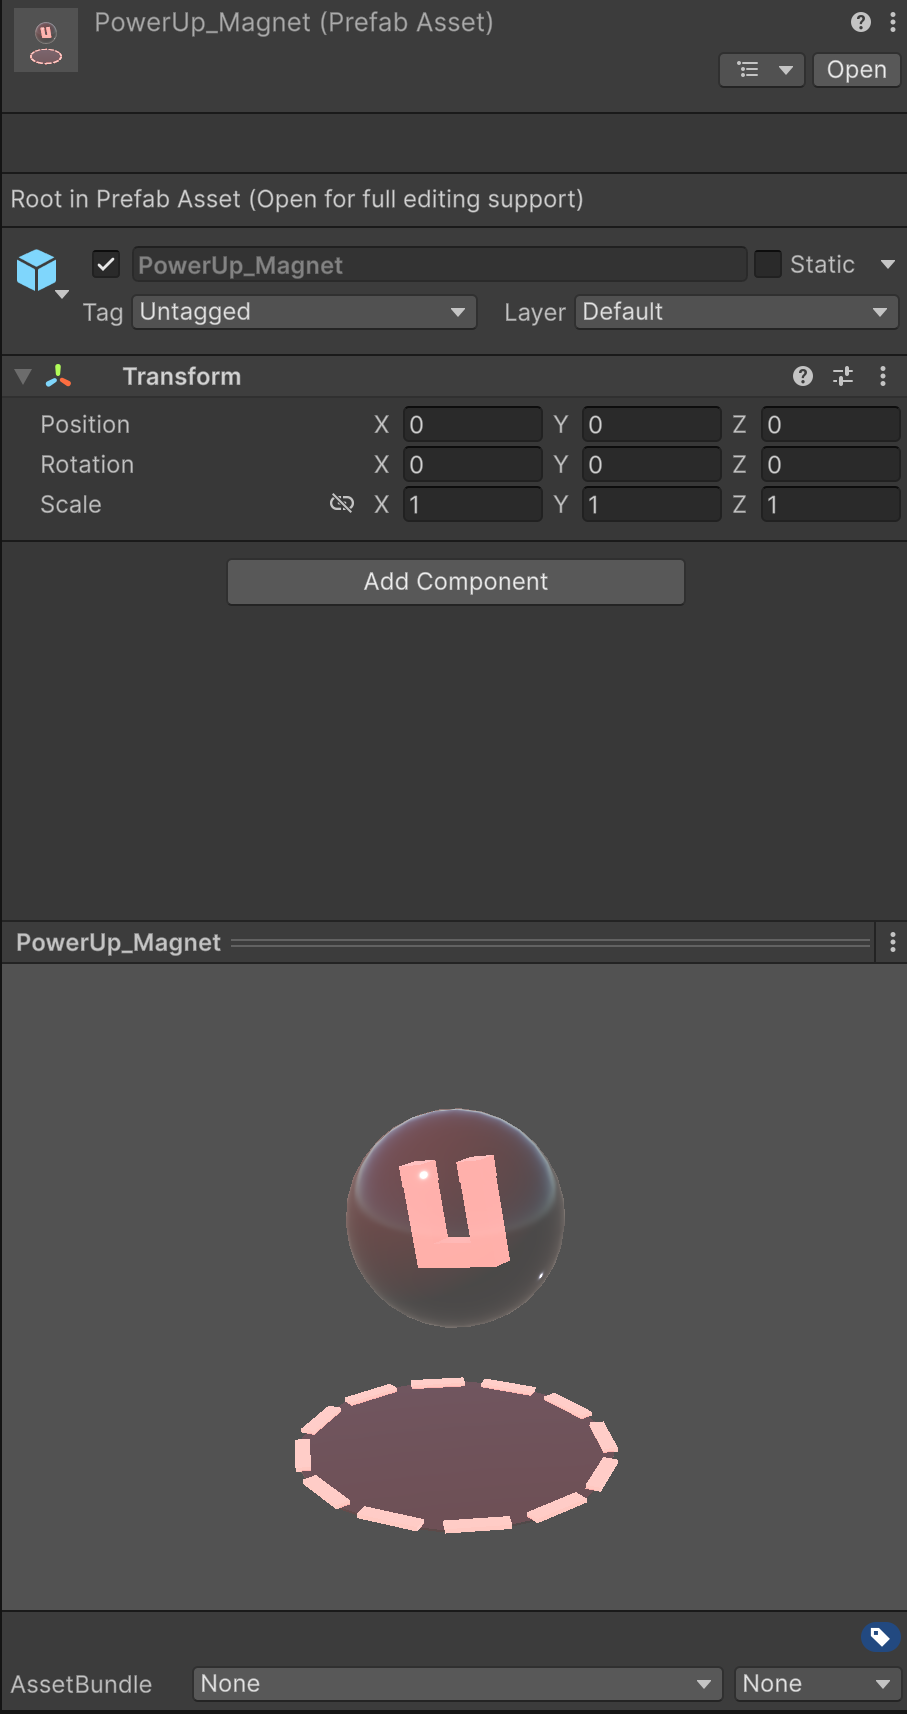 PowerUp_Magnet (Prefab Asset)
Open
Root in Prefab Asset (Open for full editing support)
PowerUp_Magnet Static
Tag Untagged Layer Default
Transform
Position X 0 Y 0 Z 0
Rotation X 0 Y 0 Z 0
Scale X 1 Y 1 Z 1
Add Component
PowerUp_Magnet
AssetBundle None None